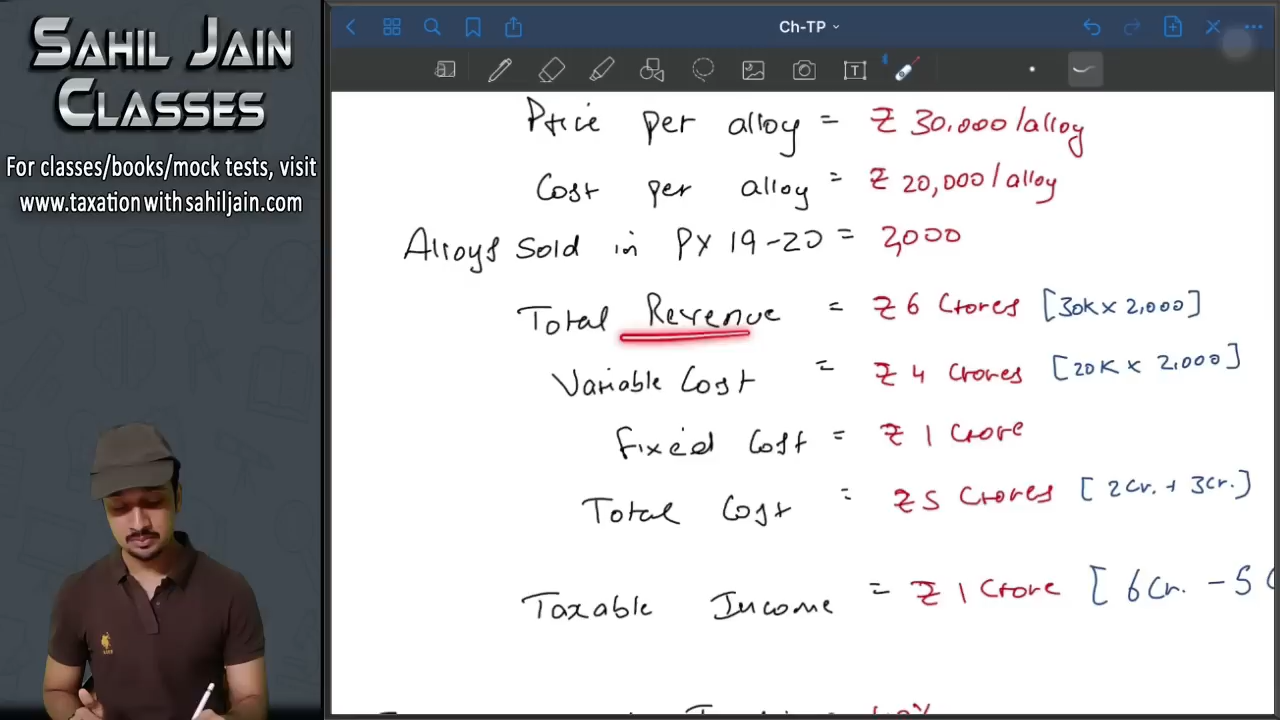 SAHIL JAIN
CLASSES
For classes/books/mock tests, visit
www.taxationwithsahiljain.com
Ch-TP
T
Price per alloy = ₹ 30,000/alloy
Cost per alloy = ₹ 20,000/alloy
Alloys sold in PY 19-20 = 2,000
Total Revenue = ₹ 6 Crores [30K x 2,000]
Variable Cost = ₹ 4 Crores [20K x 2,000]
Fixed Cost = ₹ 1 Crore
Total Cost = ₹ 5 Crores [2Cr. + 3Cr.]
Taxable Income = ₹ 1 Crore [6Cr. - 5